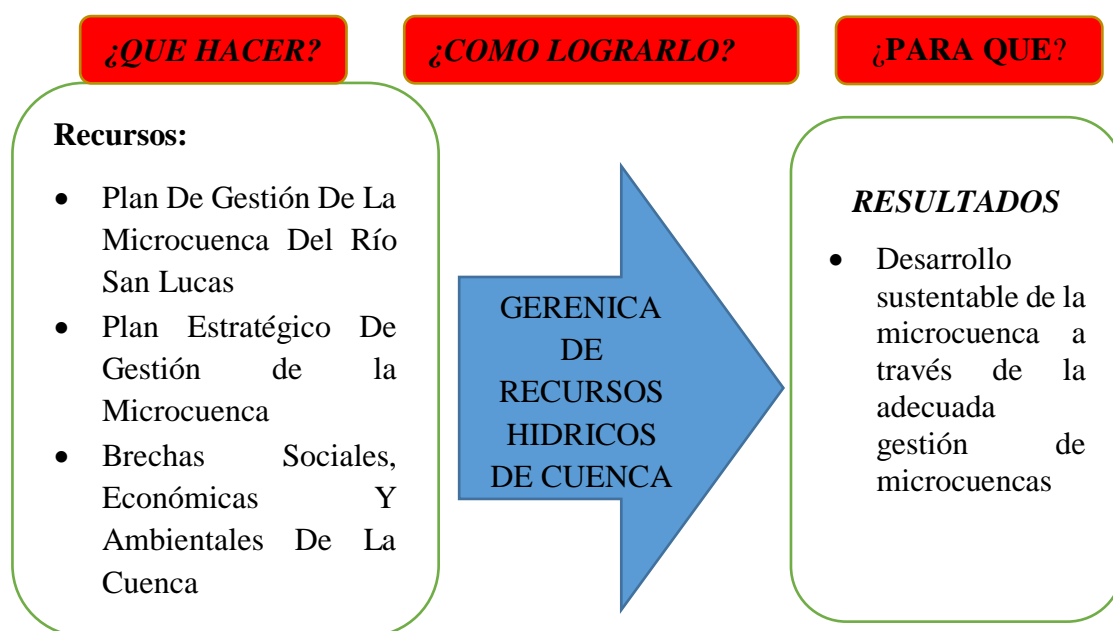 ¿QUE HACER?
¿COMO LOGRARLO?
¿PARA QUE?
Recursos:
• Plan De Gestión De La
Microcuenca Del Río
San Lucas
• Plan Estratégico De
Gestión de la
Microcuenca
• Brechas Sociales,
Económicas Y
Ambientales De La
Cuenca
GERENICA
DE
RECURSOS
HIDRICOS
DE CUENCA
RESULTADOS
• Desarrollo
sustentable de la
microcuenca a
través de la
adecuada
gestión de
microcuencas